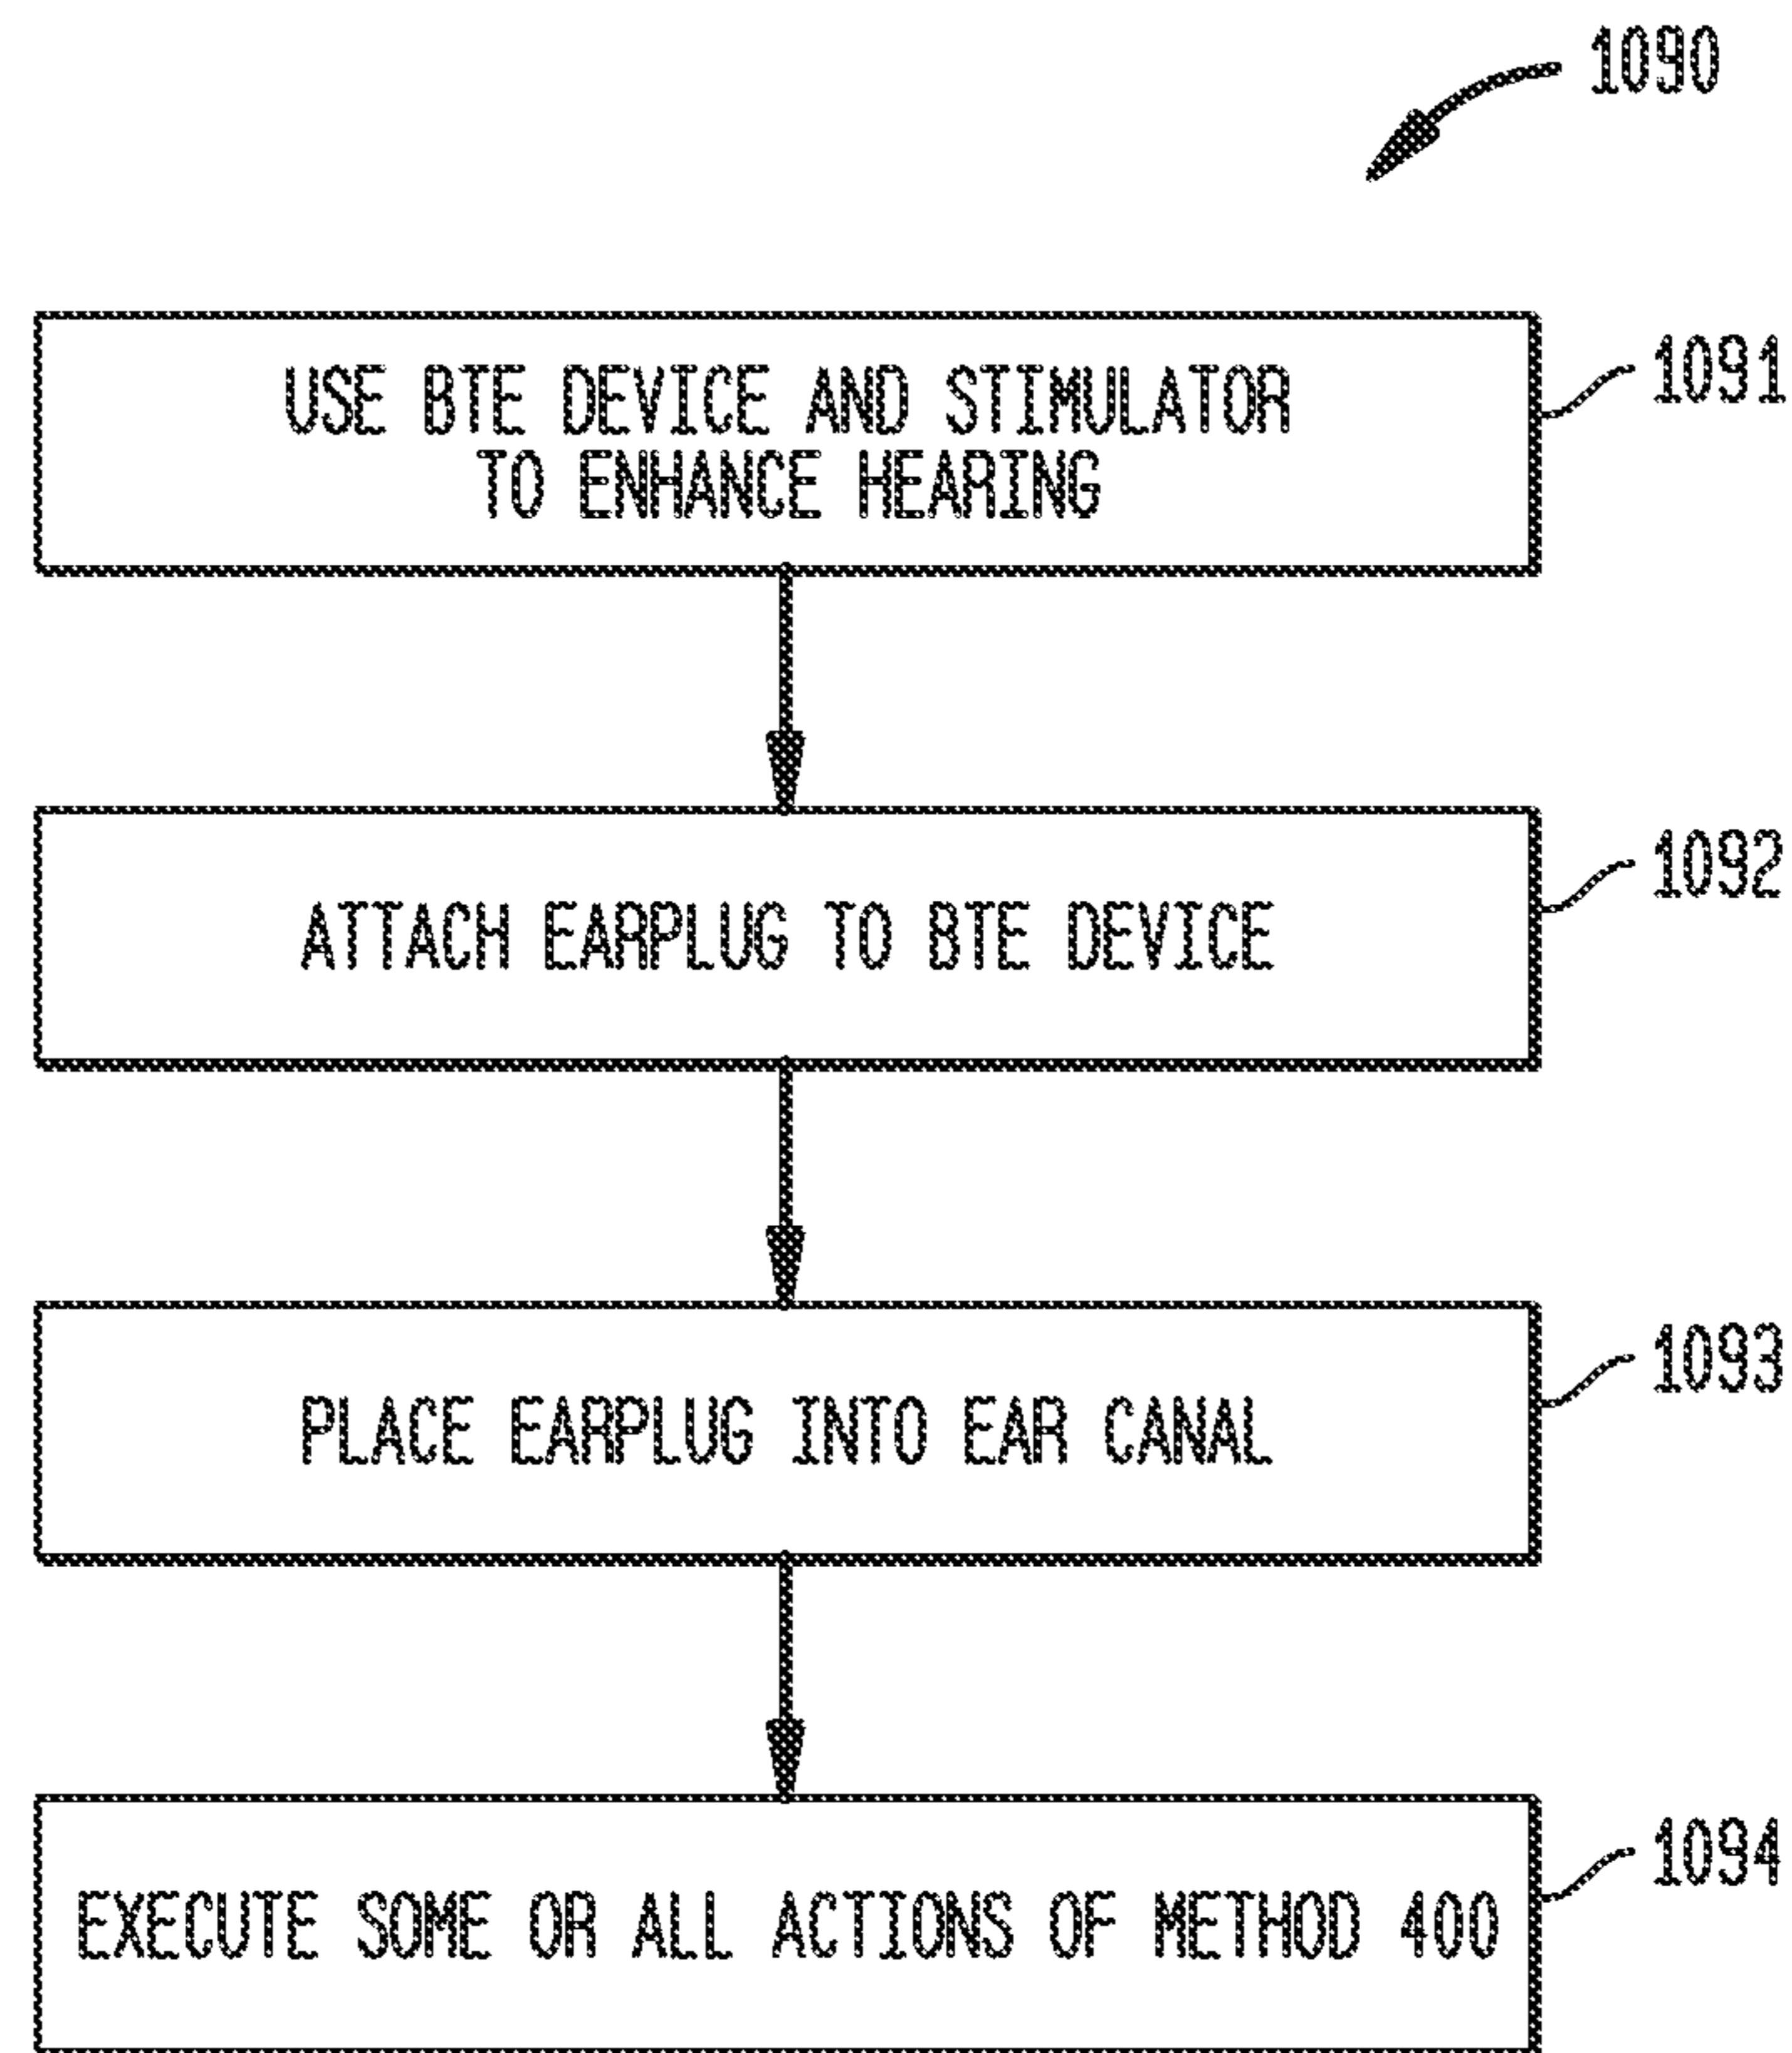 1090
USE BTE DEVICE AND STIMULATOR
TO ENHANCE HEARING
1091
ATTACH EARPLUG TO BTE DEVICE
1092
PLACE EARPLUG INTO EAR CANAL
1093
EXECUTE SOME OR ALL ACTIONS OF METHOD 400
1094